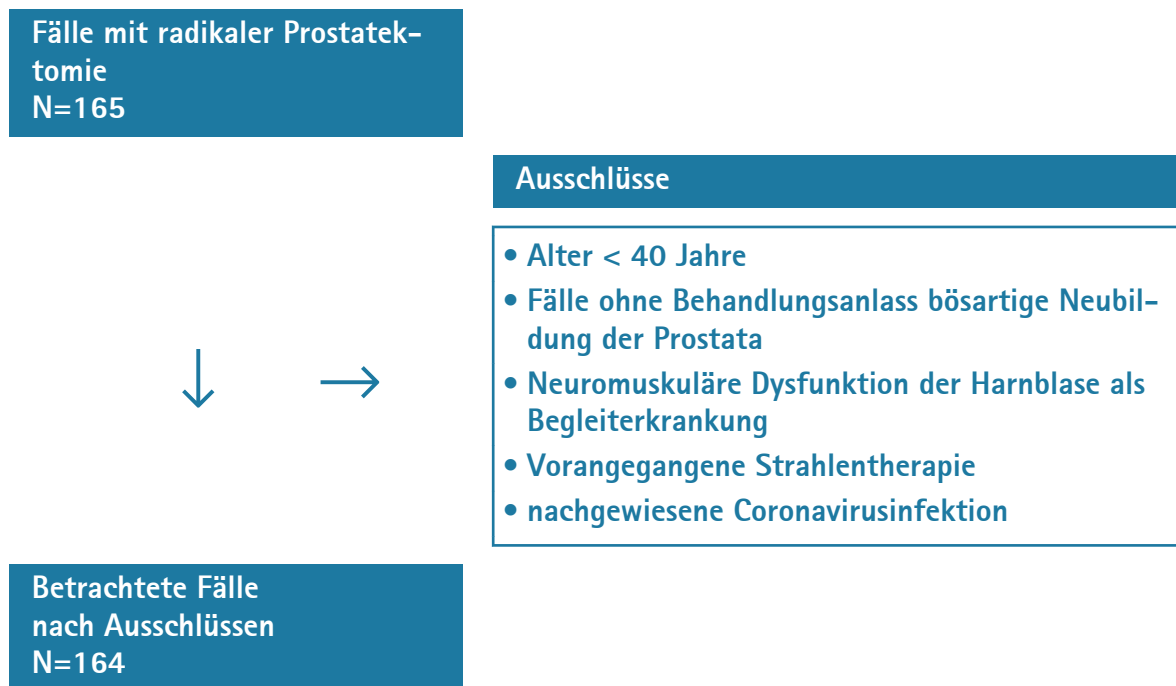 Fälle mit radikaler Prostatek-
tomie
N=165
Ausschlüsse
• Alter < 40 Jahre
• Fälle ohne Behandlungsanlass bösartige Neubil-
dung der Prostata
• Neuromuskuläre Dysfunktion der Harnblase als
Begleiterkrankung
• Vorangegangene Strahlentherapie
• nachgewiesene Coronavirusinfektion
Betrachtete Fälle
nach Ausschlüssen
N=164